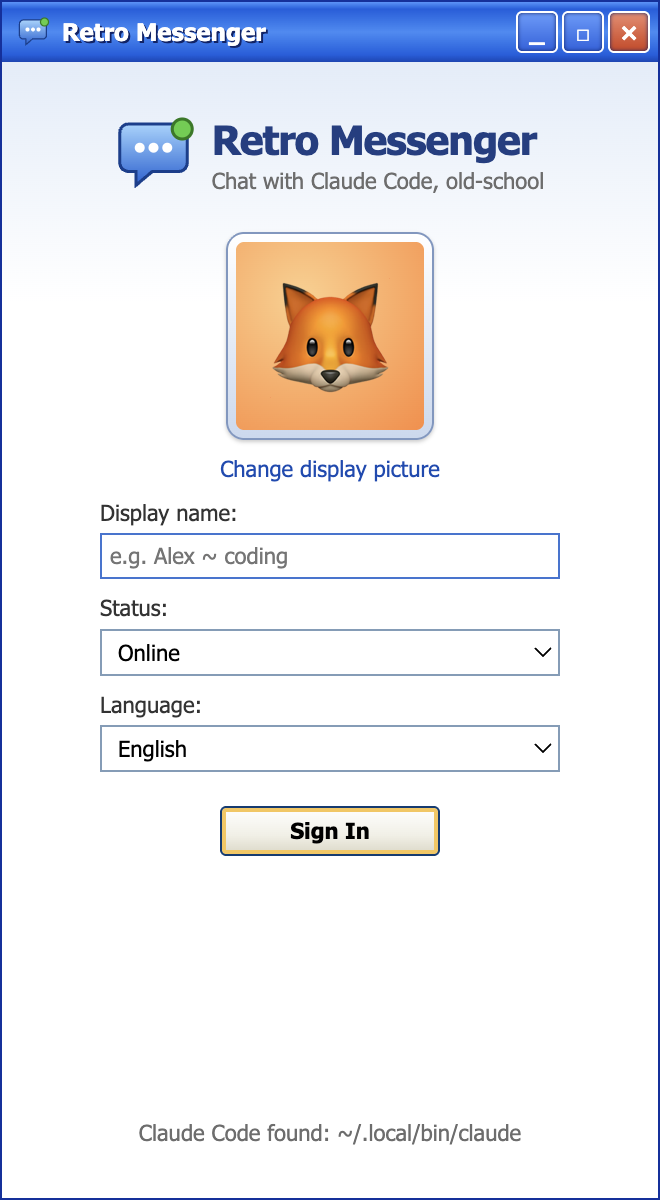 Retro Messenger
Retro Messenger
Chat with Claude Code, old-school
Change display picture
Display name:
e.g. Alex ~ coding
Status:
Online
Language:
English
Sign In
Claude Code found: ~/.local/bin/claude